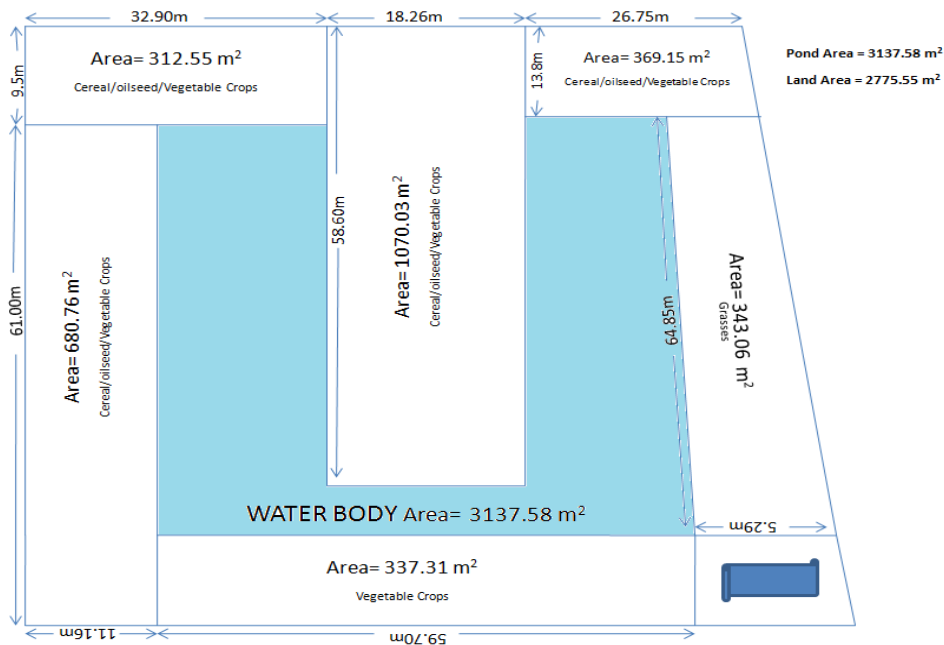 32.90m
18.26m
26.75m
Area= 312.55 m²
Cereal/oilseed/Vegetable Crops
9.5m
13.8m
Area= 369.15 m²
Cereal/oilseed/Vegetable Crops
Pond Area = 3137.58 m²
Land Area = 2775.55 m²
61.00m
Area= 680.76 m²
Cereal/oilseed/Vegetable Crops
58.60m
Area= 1070.03 m²
Cereal/oilseed/Vegetable Crops
64.85m
Area= 343.06 m²
Grasses
WATER BODY Area= 3137.58 m²
5.29m
Area= 337.31 m²
Vegetable Crops
11.16m
59.70m